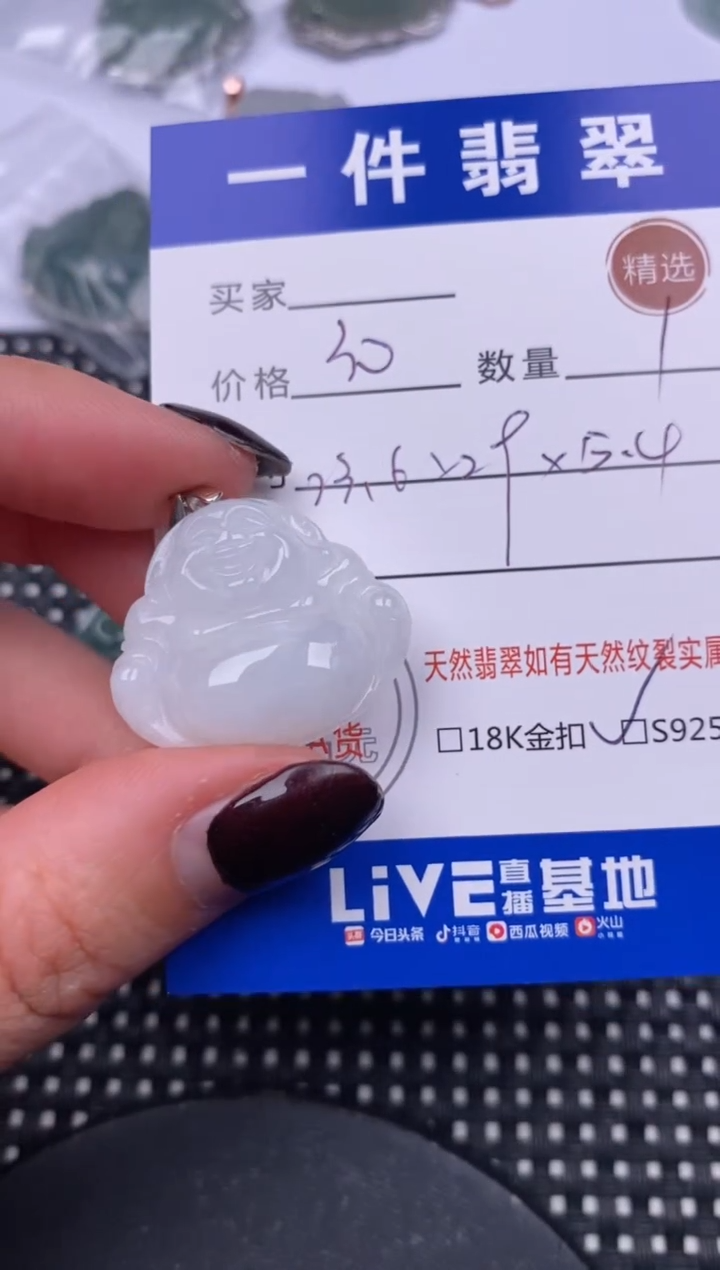 一件翡翠
精选
买家
价格
数量 1
天然翡翠如有天然纹裂实属
货
□18K金扣 ✓□S925
LiVE直播基地
今日头条 抖音 西瓜视频 火山